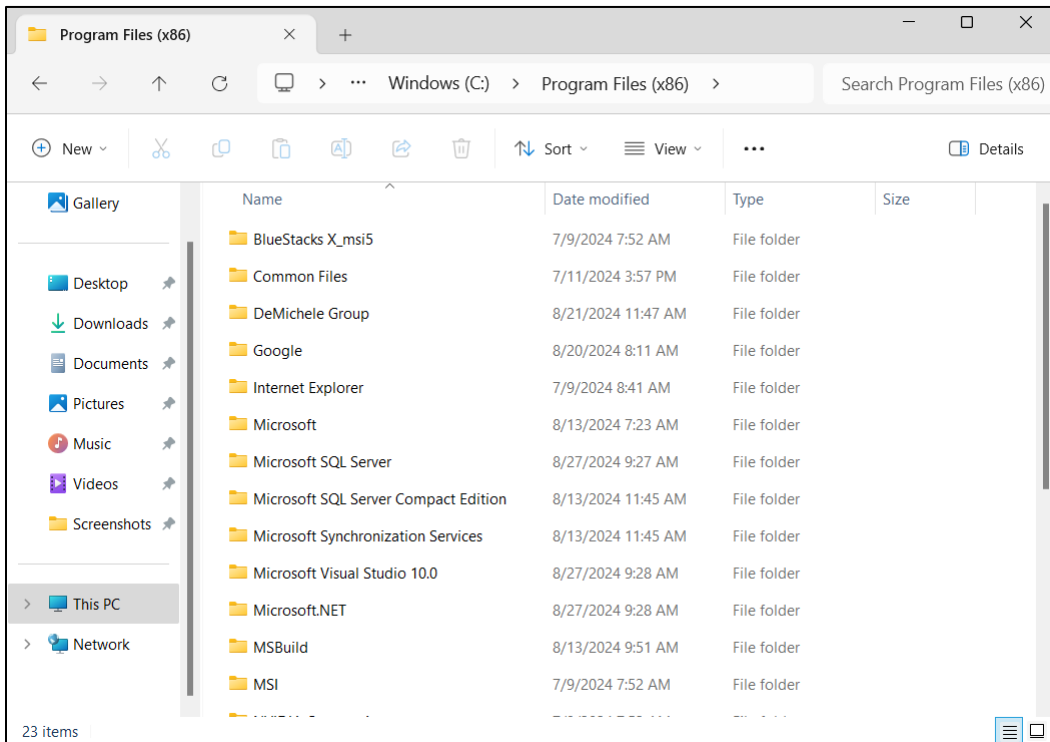 Program Files (x86)
Windows (C:) Program Files (x86) Search Program Files (x86)
New Sort View ... Details
Gallery
Desktop
Downloads
Documents
Pictures
Music
Videos
Screenshots
This PC
Network
Name Date modified Type Size
BlueStacks X_msi5 7/9/2024 7:52 AM File folder
Common Files 7/11/2024 3:57 PM File folder
DeMichele Group 8/21/2024 11:47 AM File folder
Google 8/20/2024 8:11 AM File folder
Internet Explorer 7/9/2024 8:41 AM File folder
Microsoft 8/13/2024 7:23 AM File folder
Microsoft SQL Server 8/27/2024 9:27 AM File folder
Microsoft SQL Server Compact Edition 8/13/2024 11:45 AM File folder
Microsoft Synchronization Services 8/13/2024 11:45 AM File folder
Microsoft Visual Studio 10.0 8/27/2024 9:28 AM File folder
Microsoft.NET 8/27/2024 9:28 AM File folder
MSBuild 8/13/2024 9:51 AM File folder
MSI 7/9/2024 7:52 AM File folder
23 items